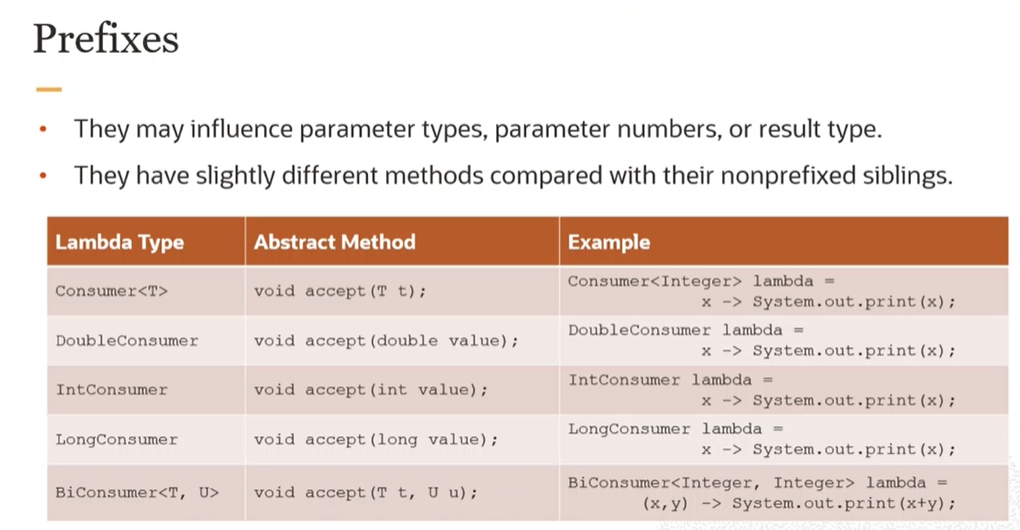 Prefixes
• They may influence parameter types, parameter numbers, or result type.
• They have slightly different methods compared with their nonprefixed siblings.
Lambda Type Abstract Method Example
Consumer<T> void accept(T t); Consumer<Integer> lambda =
x -> System.out.print(x);
DoubleConsumer void accept(double value); DoubleConsumer lambda =
x -> System.out.print(x);
IntConsumer void accept(int value); IntConsumer lambda =
x -> System.out.print(x);
LongConsumer void accept(long value); LongConsumer lambda =
x -> System.out.print(x);
BiConsumer<T, U> void accept(T t, U u); BiConsumer<Integer, Integer> lambda =
(x,y) -> System.out.print(x+y);